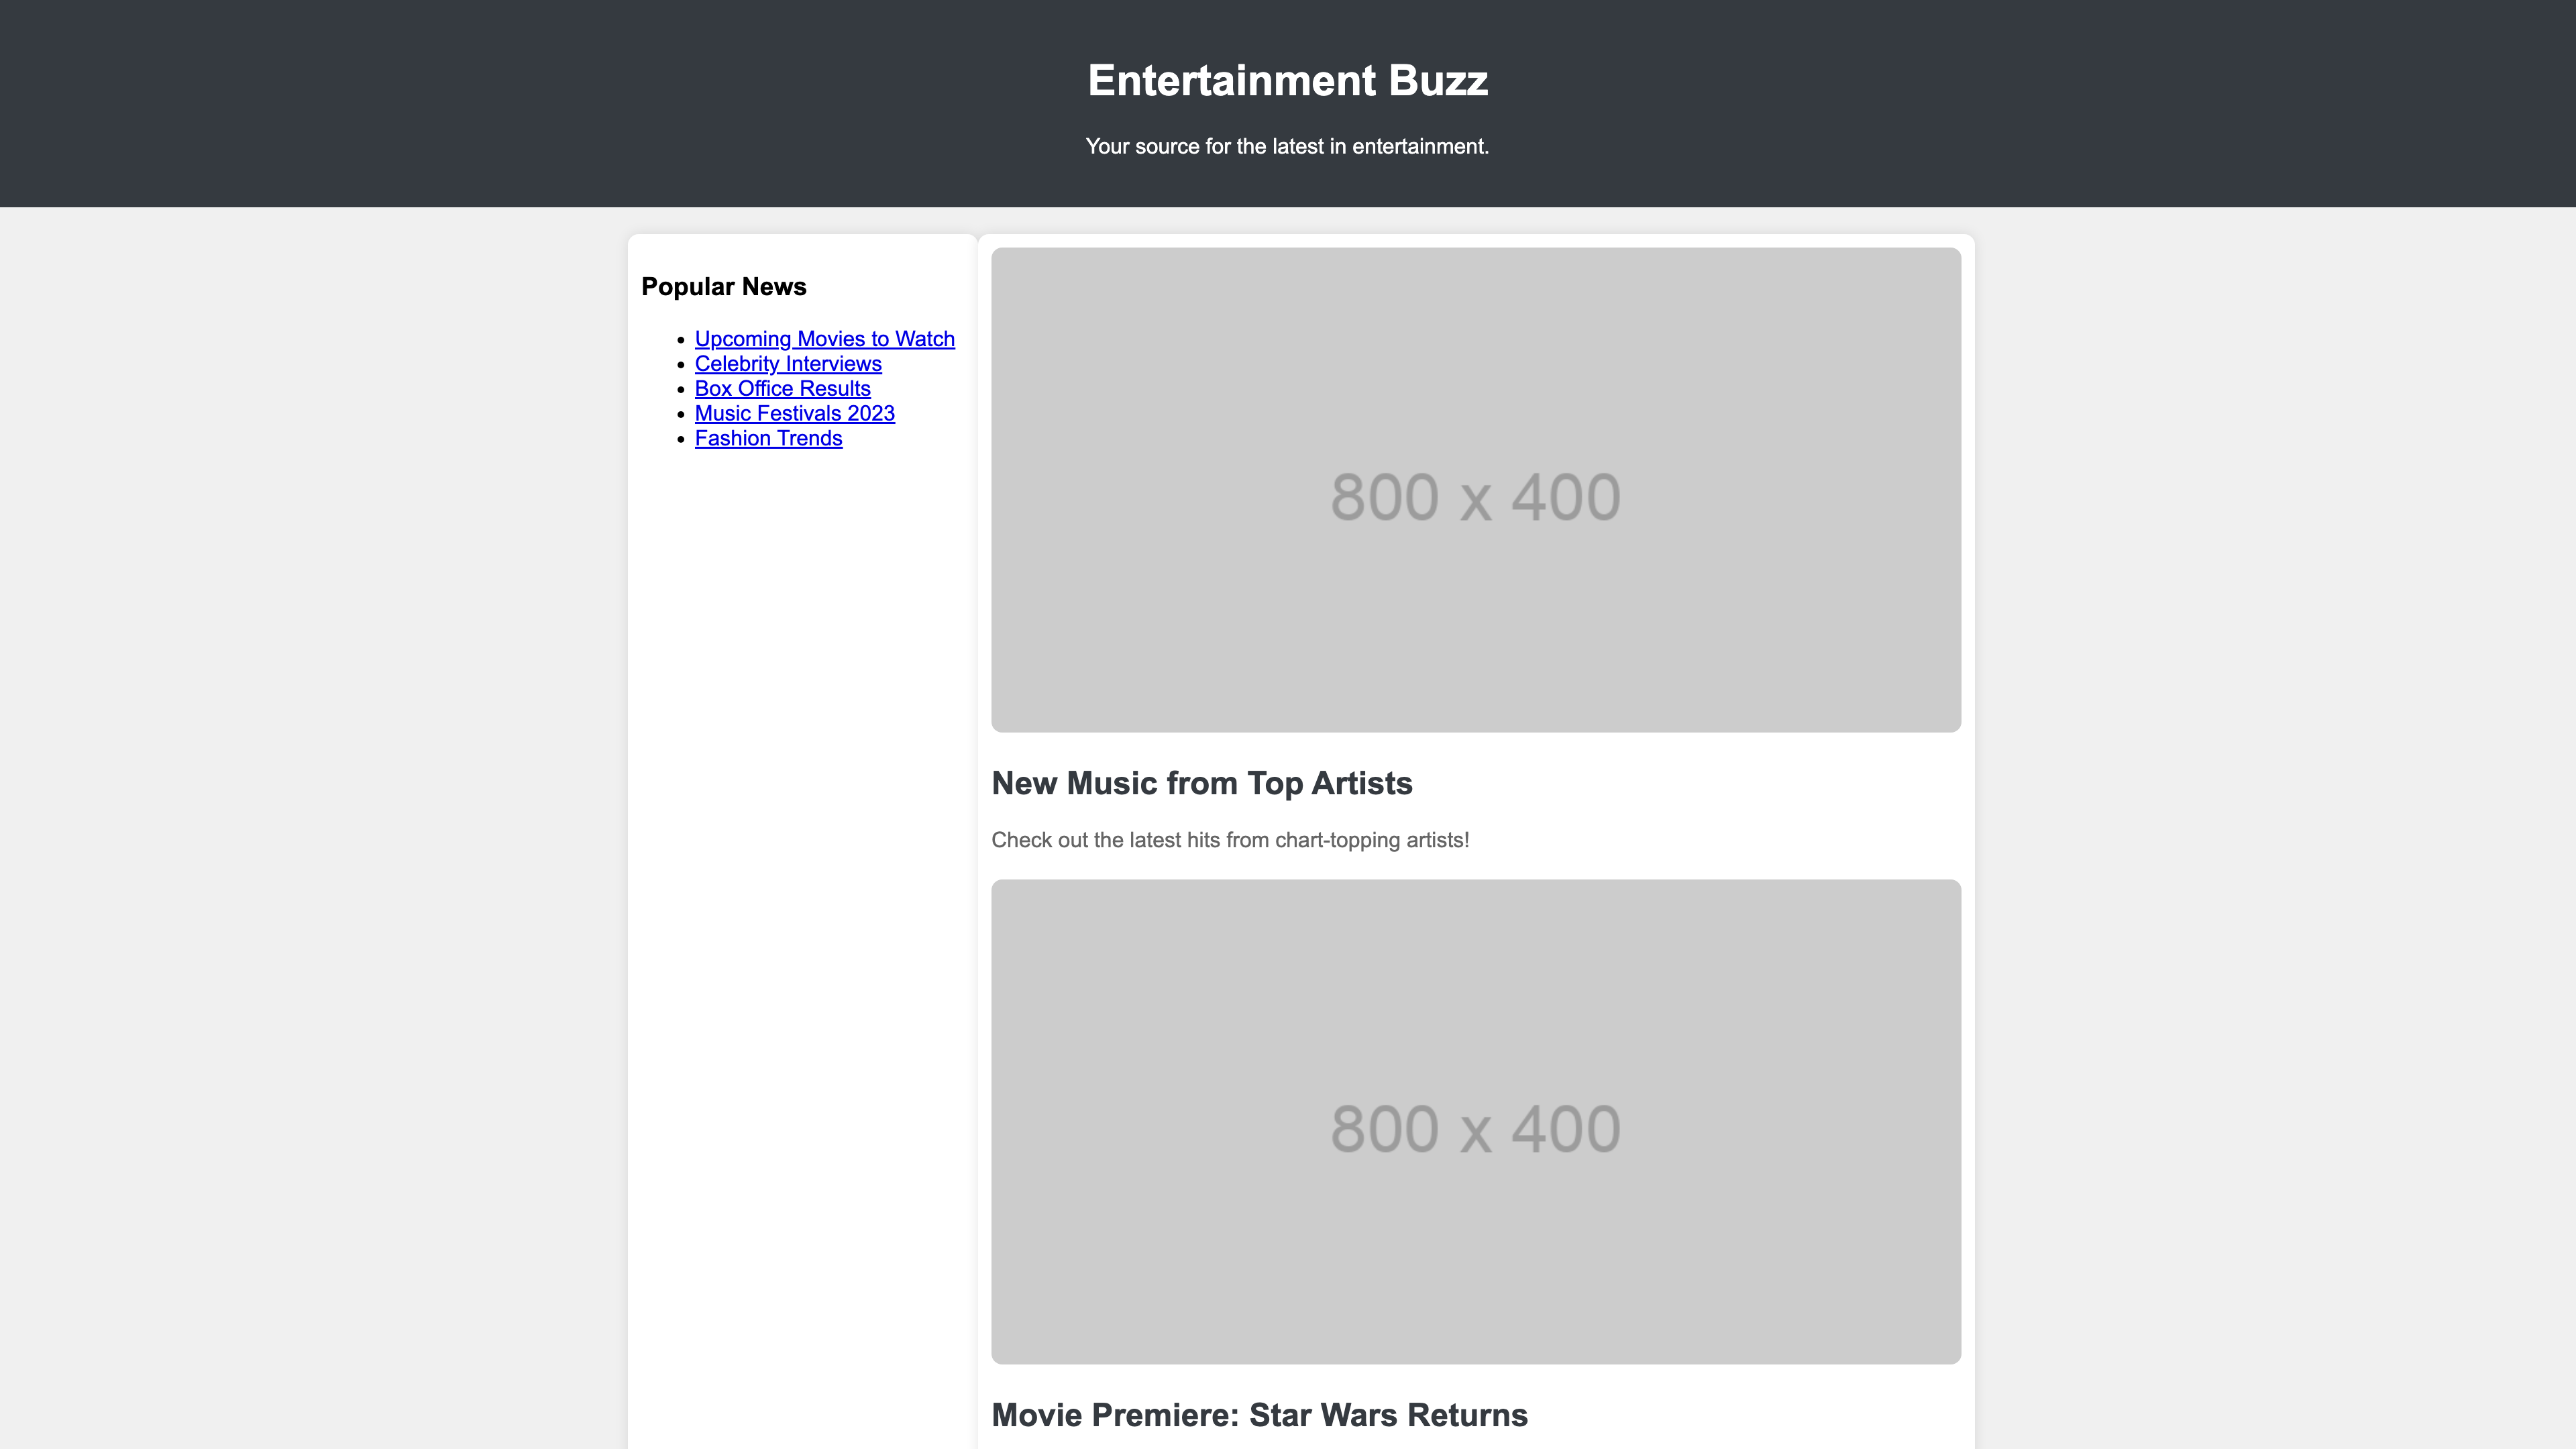 Entertainment Buzz
Your source for the latest in entertainment.
Popular News
Upcoming Movies to Watch
Celebrity Interviews
Box Office Results
Music Festivals 2023
Fashion Trends
800 x 400
New Music from Top Artists
Check out the latest hits from chart-topping artists!
800 x 400
Movie Premiere: Star Wars Returns